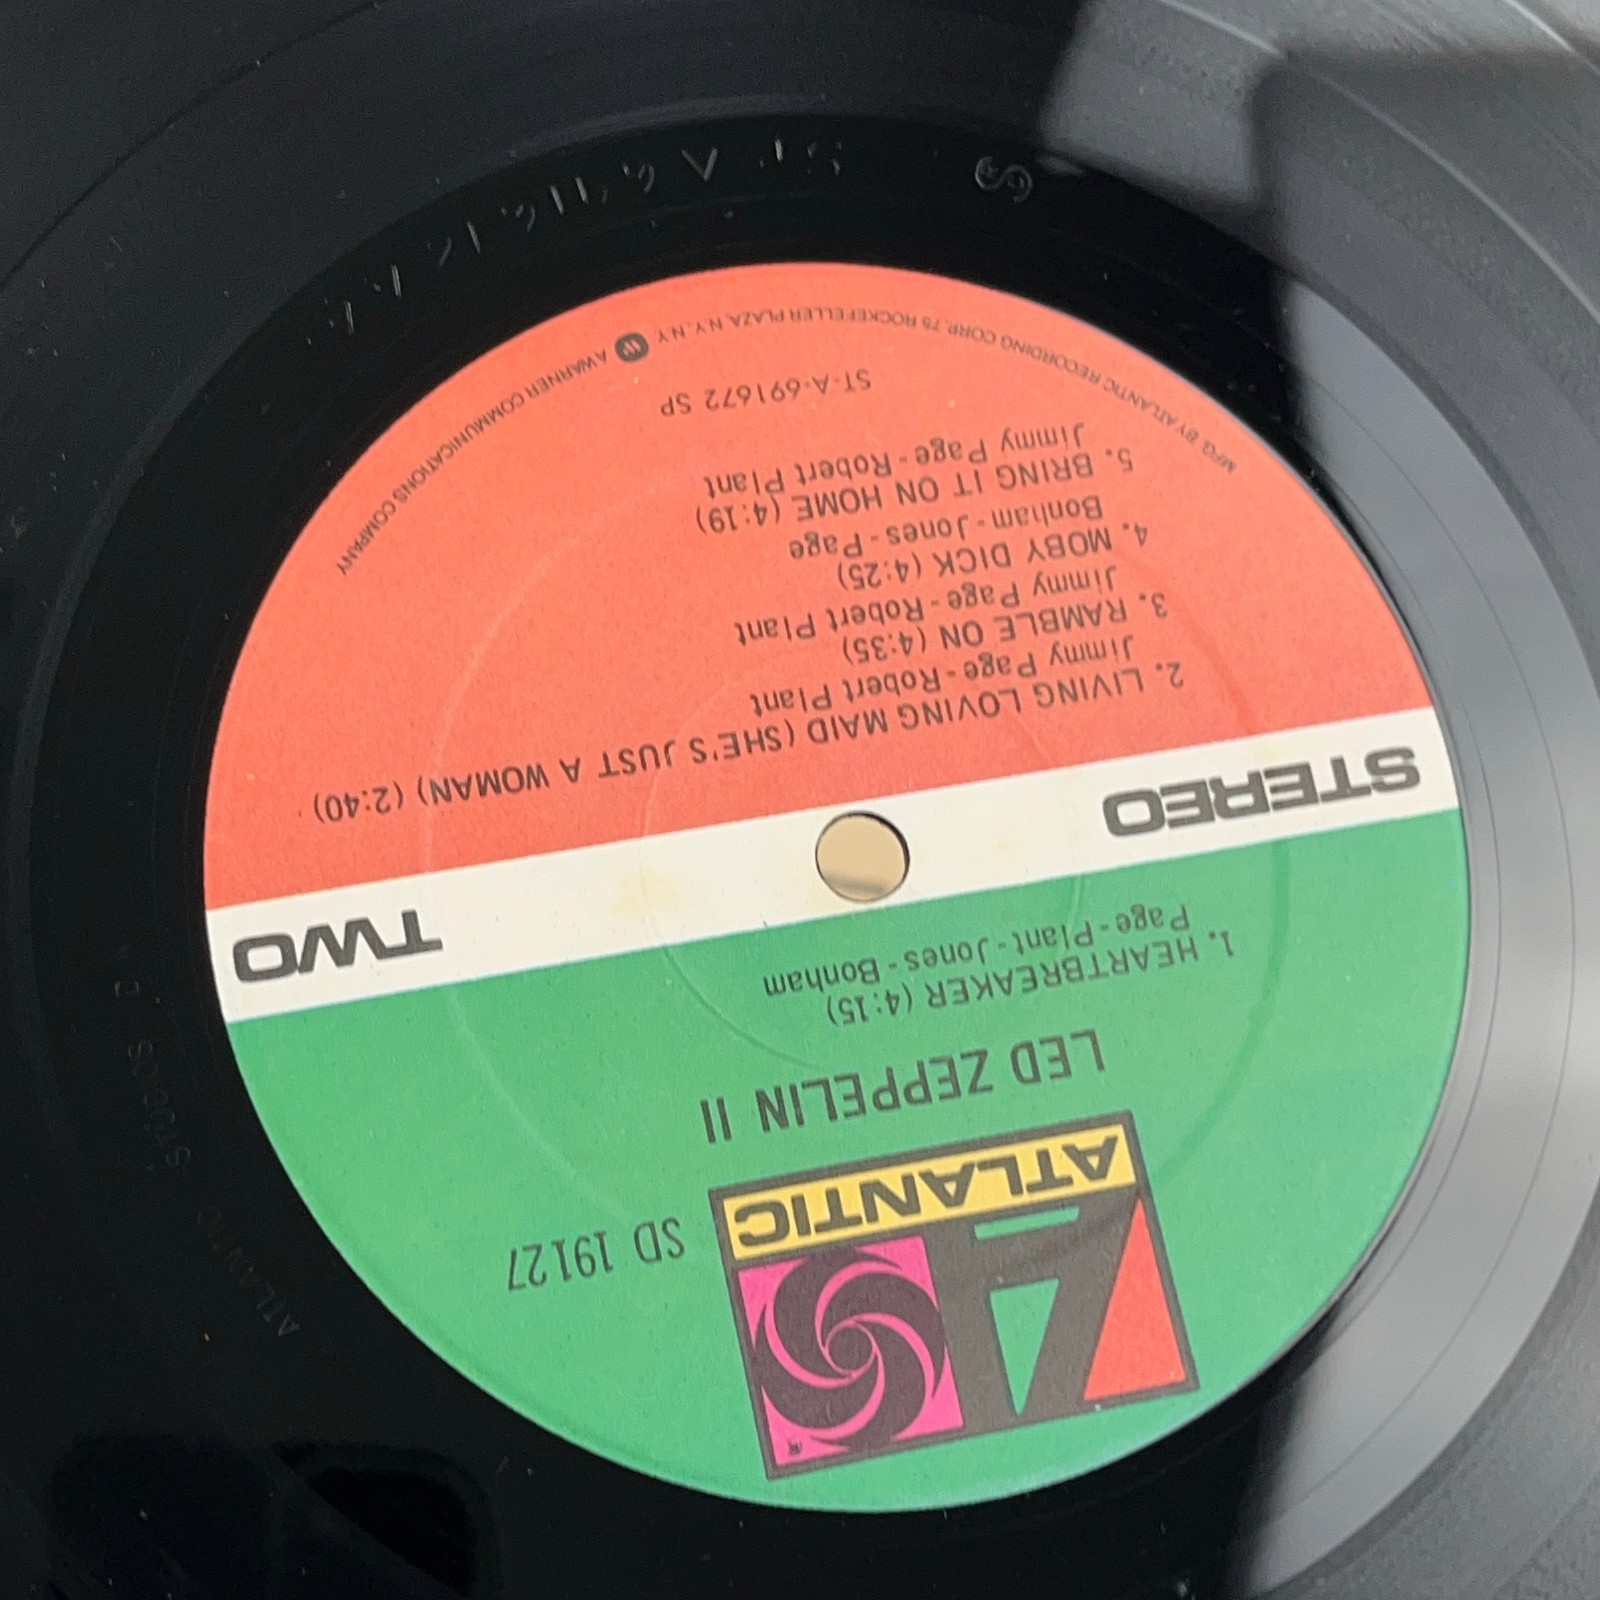 ATLANTIC
SD 19127
LED ZEPPELIN II
1. HEARTBREAKER (4:15)
Page-Plant-Jones-Bonham
STEREO
TWO
2. LIVING LOVING MAID (SHE'S JUST A WOMAN) (2:40)
Jimmy Page-Robert Plant
3. RAMBLE ON (4:35)
Jimmy Page-Robert Plant
4. MOBY DICK (4:25)
Bonham-Jones-Page
5. BRING IT ON HOME (4:19)
Jimmy Page-Robert Plant
ST-A-691672 SP
MFG. BY ATLANTIC RECORDING CORP. 75 ROCKEFELLER PLAZA, N.Y., N.Y. A WARNER COMMUNICATIONS COMPANY